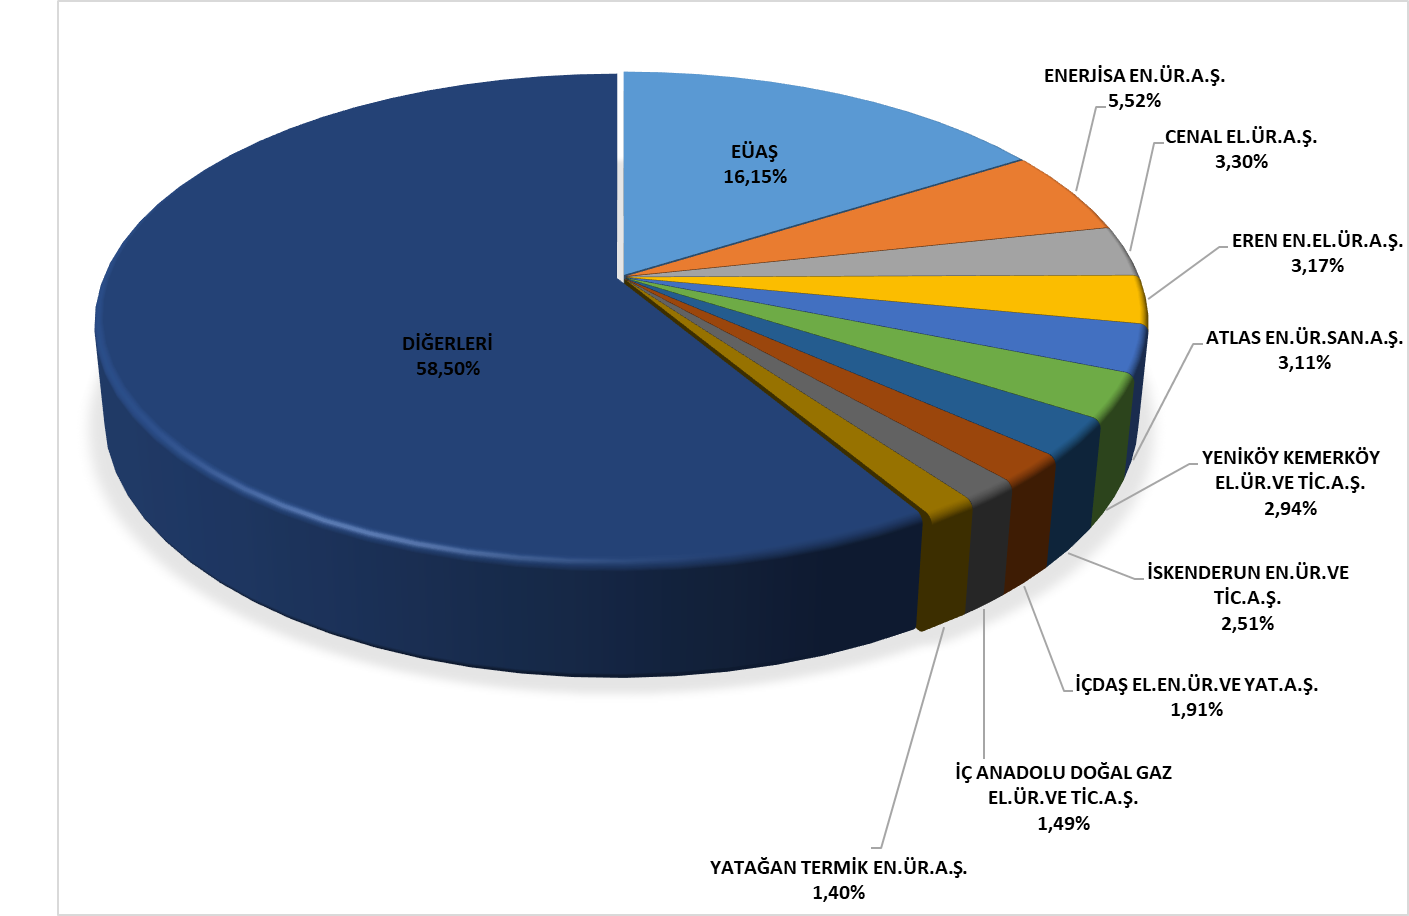 EÜAŞ
16,15%
ENERJİSA EN.ÜR.A.Ş.
5,52%
CENAL EL.ÜR.A.Ş.
3,30%
EREN EN.EL.ÜR.A.Ş.
3,17%
ATLAS EN.ÜR.SAN.A.Ş.
3,11%
YENİKÖY KEMERKÖY
EL.ÜR.VE TİC.A.Ş.
2,94%
İSKENDERUN EN.ÜR.VE
TİC.A.Ş.
2,51%
İÇDAŞ EL.EN.ÜR.VE YAT.A.Ş.
1,91%
İÇ ANADOLU DOĞAL GAZ
EL.ÜR.VE TİC.A.Ş.
1,49%
YATAĞAN TERMİK EN.ÜR.A.Ş.
1,40%
DİĞERLERİ
58,50%